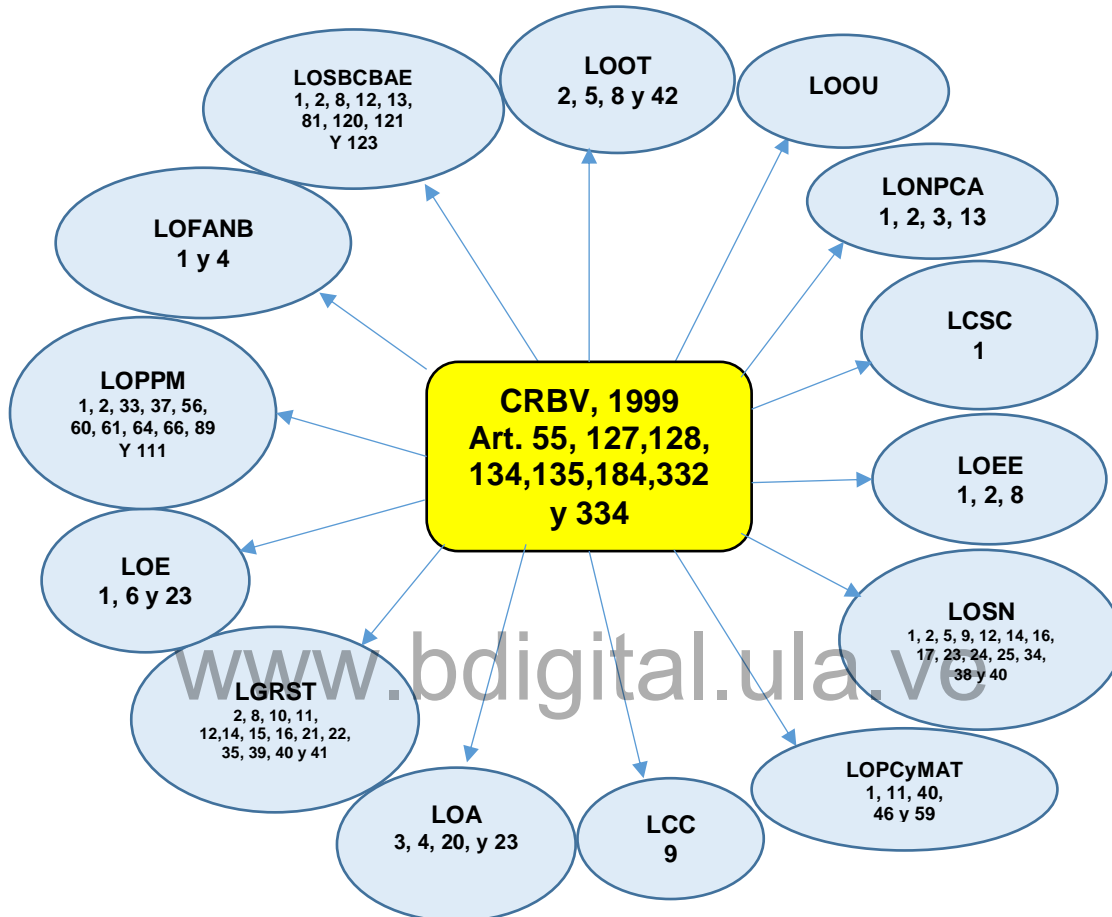 LOOT
2, 5, 8 y 42
LOOU
LOSBCBAE
1, 2, 8, 12, 13,
81, 120, 121
Y 123
LONPCA
1, 2, 3, 13
LOFANB
1 y 4
LCSC
1
LOPPM
1, 2, 33, 37, 56,
60, 61, 64, 66, 89
Y 111
CRBV, 1999
Art. 55, 127,128,
134,135,184,332
y 334
LOEE
1, 2, 8
LOE
1, 6 y 23
LOSN
1, 2, 5, 9, 12, 14, 16,
17, 23, 24, 25, 34,
38 y 40
LGRST
2, 8, 10, 11,
12,14, 15, 16, 21, 22,
35, 39, 40 y 41
www.bdigital.ula.ve
LOPCyMAT
1, 11, 40,
46 y 59
LOA
3, 4, 20, y 23
LCC
9